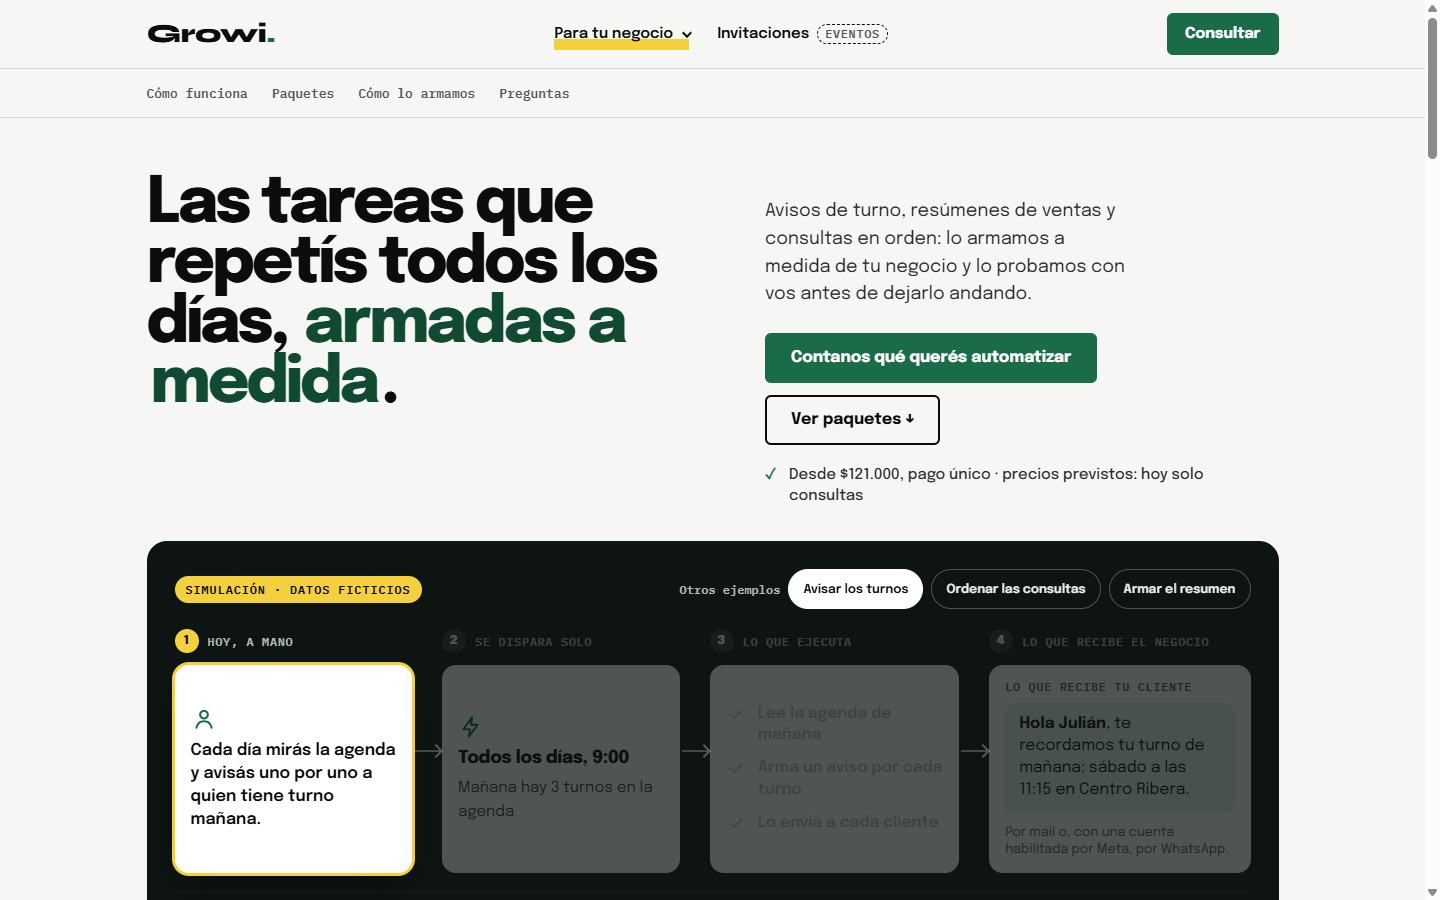 Growi.
Para tu negocio
Invitaciones EVENTOS
Consultar
Cómo funciona Paquetes Cómo lo armamos Preguntas
Las tareas que
repetís todos los
días, armadas a
medida.
Avisos de turno, resúmenes de ventas y
consultas en orden: lo armamos a
medida de tu negocio y lo probamos con
vos antes de dejarlo andando.
Contanos qué querés automatizar
Ver paquetes ↓
✓ Desde $121.000, pago único · precios previstos: hoy solo
consultas
SIMULACIÓN · DATOS FICTICIOS
Otros ejemplos Avisar los turnos Ordenar las consultas Armar el resumen
1 HOY, A MANO
Cada día mirás la agenda
y avisás uno por uno a
quien tiene turno
mañana.
2 SE DISPARA SOLO
Todos los días, 9:00
Mañana hay 3 turnos en la
agenda
3 LO QUE EJECUTA
Lee la agenda de
mañana
Arma un aviso por cada
turno
Lo envía a cada cliente
4 LO QUE RECIBE EL NEGOCIO
LO QUE RECIBE TU CLIENTE
Hola Julián, te
recordamos tu turno de
mañana: sábado a las
11:15 en Centro Ribera.
Por mail o, con una cuenta
habilitada por Meta, por WhatsApp.